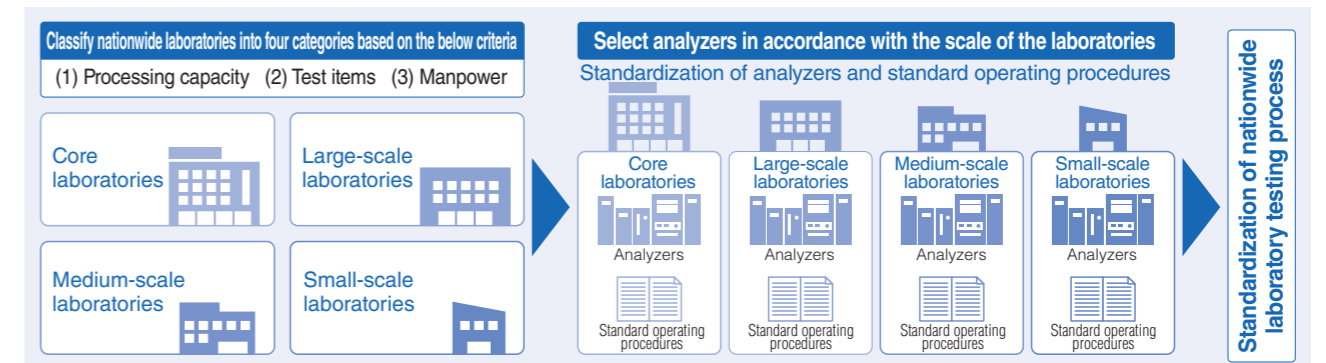 Classify nationwide laboratories into four categories based on the below criteria
(1) Processing capacity (2) Test items (3) Manpower
Core
laboratories
Large-scale
laboratories
Medium-scale
laboratories
Small-scale
laboratories
Select analyzers in accordance with the scale of the laboratories
Standardization of analyzers and standard operating procedures
Core
laboratories
Analyzers
Standard operating
procedures
Large-scale
laboratories
Analyzers
Standard operating
procedures
Medium-scale
laboratories
Analyzers
Standard operating
procedures
Small-scale
laboratories
Analyzers
Standard operating
procedures
Standardization of nationwide
laboratory testing process